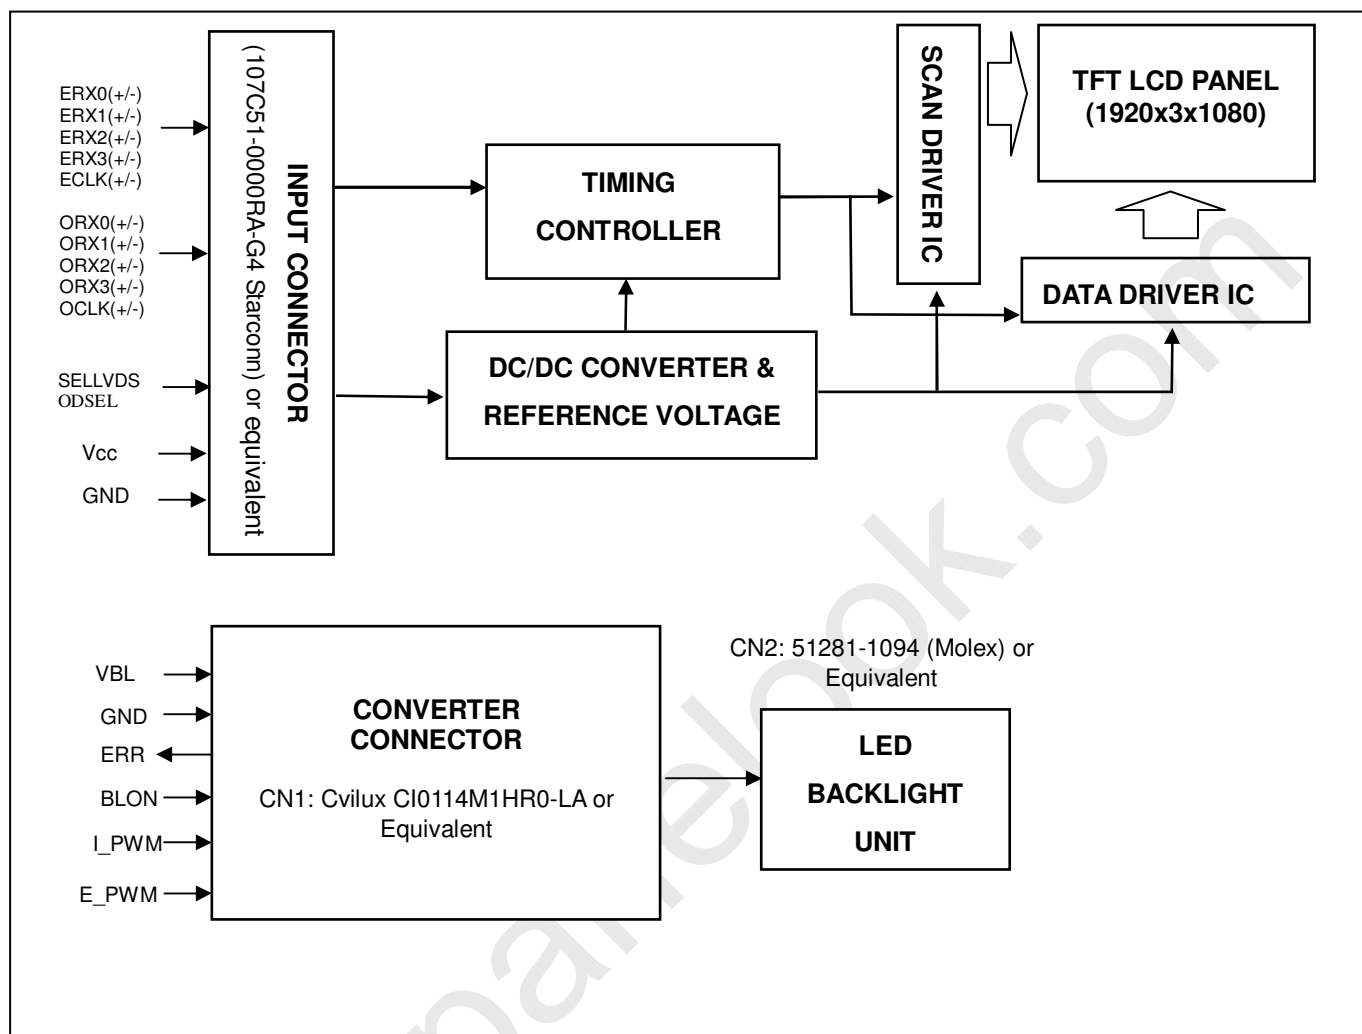 ERX0(+/-)
ERX1(+/-)
ERX2(+/-)
ERX3(+/-)
ECLK(+/-)
ORX0(+/-)
ORX1(+/-)
ORX2(+/-)
ORX3(+/-)
OCLK(+/-)
SELLVDS
ODSEL
Vcc
GND
INPUT CONNECTOR
(107C51-0000RA-G4 Starconn) or equivalent
TIMING
CONTROLLER
DC/DC CONVERTER &
REFERENCE VOLTAGE
SCAN DRIVER IC
TFT LCD PANEL
(1920x3x1080)
DATA DRIVER IC
VBL
GND
ERR
BLON
I_PWM
E_PWM
CONVERTER
CONNECTOR
CN1: Cvilux CI0114M1HR0-LA or
Equivalent
CN2: 51281-1094 (Molex) or
Equivalent
LED
BACKLIGHT
UNIT
panelook.com